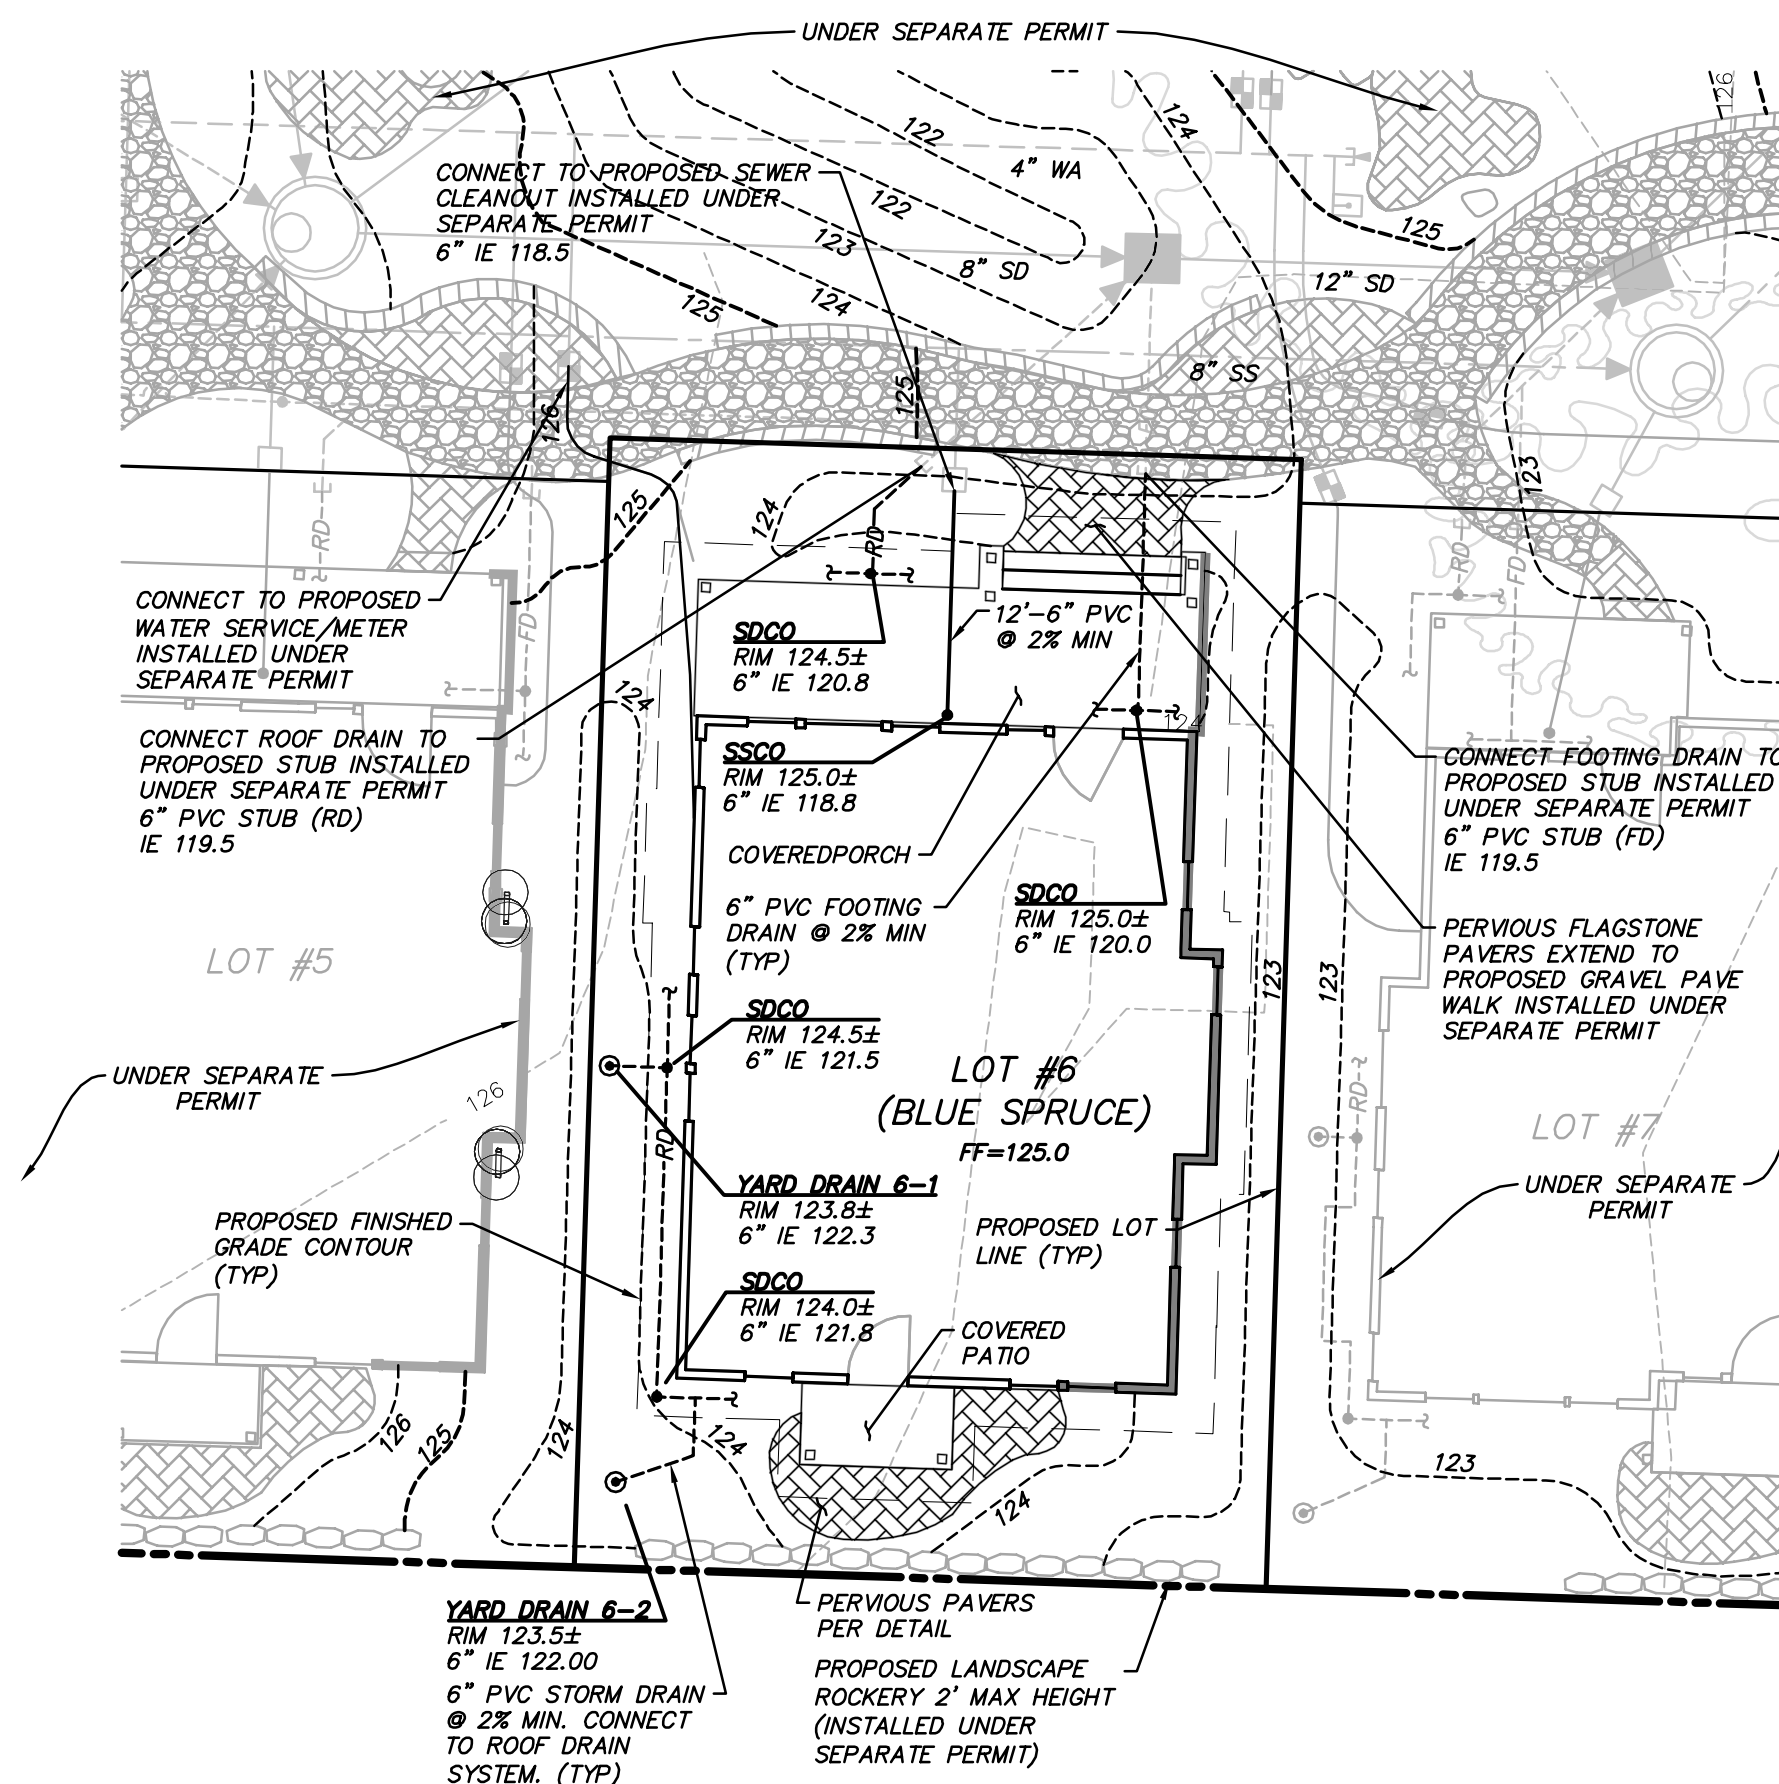 UNDER SEPARATE PERMIT
126
122
124
4" WA
CONNECT TO PROPOSED SEWER
CLEANOUT INSTALLED UNDER
SEPARATE PERMIT
6" IE 118.5
122
125
123
8" SD
12" SD
125
124
8" SS
125
126
123
124
125
RD
RD
RD
FD
CONNECT TO PROPOSED
WATER SERVICE/METER
INSTALLED UNDER
SEPARATE PERMIT
FD
12'-6" PVC
@ 2% MIN
SDCO
RIM 124.5±
6" IE 120.8
124
124
CONNECT ROOF DRAIN TO
PROPOSED STUB INSTALLED
UNDER SEPARATE PERMIT
6" PVC STUB (RD)
IE 119.5
SSCO
RIM 125.0±
6" IE 118.8
CONNECT FOOTING DRAIN TO
PROPOSED STUB INSTALLED
UNDER SEPARATE PERMIT
6" PVC STUB (FD)
IE 119.5
COVEREDPORCH
6" PVC FOOTING
DRAIN @ 2% MIN
(TYP)
SDCO
RIM 125.0±
6" IE 120.0
PERVIOUS FLAGSTONE
PAVERS EXTEND TO
PROPOSED GRAVEL PAVE
WALK INSTALLED UNDER
SEPARATE PERMIT
LOT #5
123
123
SDCO
RIM 124.5±
6" IE 121.5
UNDER SEPARATE
PERMIT
126
LOT #6
(BLUE SPRUCE)
FF=125.0
RD
RD
LOT #7
YARD DRAIN 6-1
RIM 123.8±
6" IE 122.3
UNDER SEPARATE
PERMIT
PROPOSED FINISHED
GRADE CONTOUR
(TYP)
PROPOSED LOT
LINE (TYP)
SDCO
RIM 124.0±
6" IE 121.8
COVERED
PATIO
126
125
124
124
123
124
YARD DRAIN 6-2
RIM 123.5±
6" IE 122.00
6" PVC STORM DRAIN
@ 2% MIN. CONNECT
TO ROOF DRAIN
SYSTEM. (TYP)
PERVIOUS PAVERS
PER DETAIL
PROPOSED LANDSCAPE
ROCKERY 2' MAX HEIGHT
(INSTALLED UNDER
SEPARATE PERMIT)